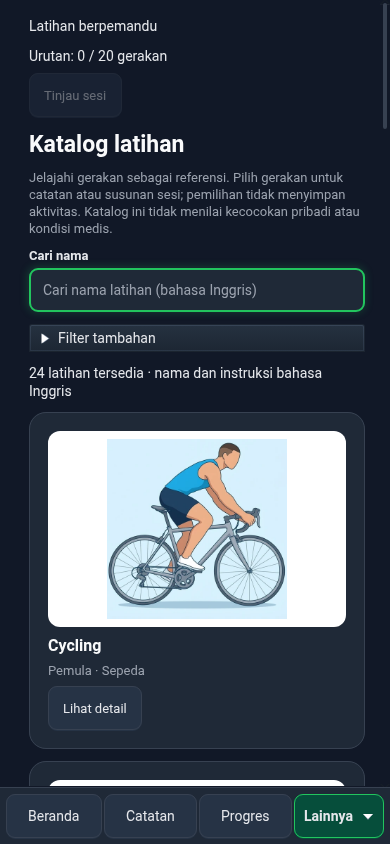 Latihan berpemandu
Urutan: 0 / 20 gerakan
Tinjau sesi
Katalog latihan
Jelajahi gerakan sebagai referensi. Pilih gerakan untuk
catatan atau susunan sesi; pemilihan tidak menyimpan
aktivitas. Katalog ini tidak menilai kecocokan pribadi atau
kondisi medis.
Cari nama
Cari nama latihan (bahasa Inggris)
Filter tambahan
24 latihan tersedia · nama dan instruksi bahasa
Inggris
Cycling
Pemula · Sepeda
Lihat detail
Beranda
Catatan
Progres
Lainnya